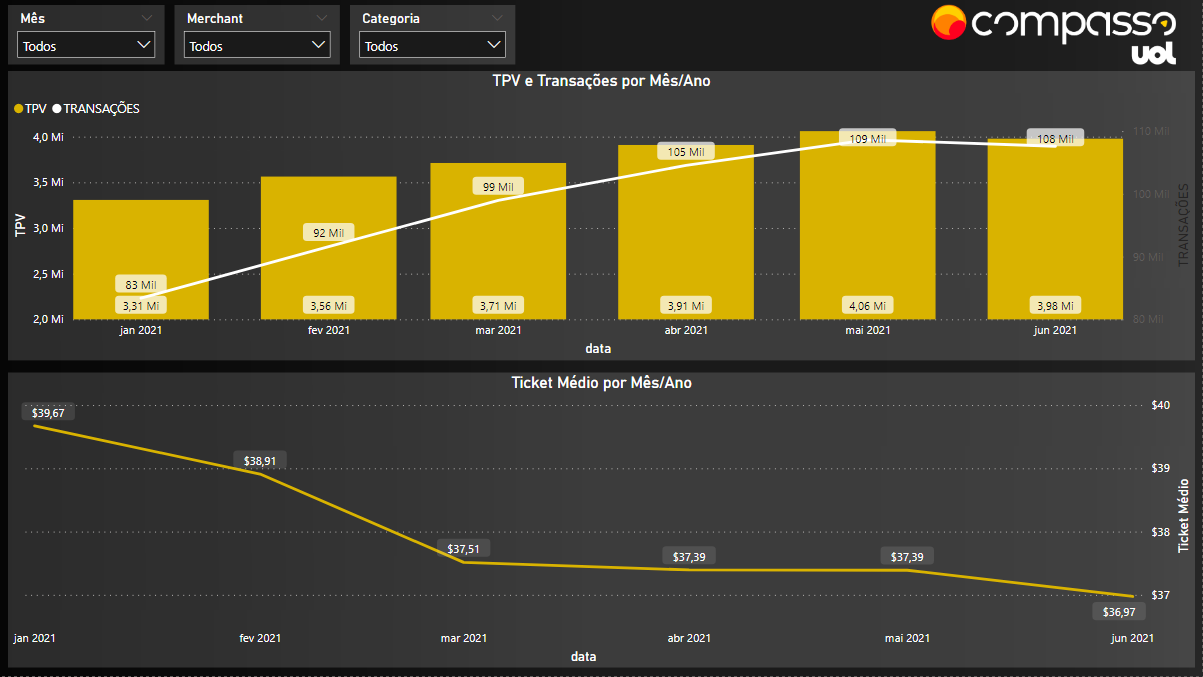 Mês
Todos
Merchant
Todos
Categoria
Todos
compasso
uol
TPV e Transações por Mês/Ano
TPV TRANSAÇÕES
4,0 Mi
3,5 Mi
3,0 Mi
2,5 Mi
2,0 Mi
TPV
83 Mil
92 Mil
99 Mil
105 Mil
109 Mil
108 Mil
3,31 Mi
3,56 Mi
3,71 Mi
3,91 Mi
4,06 Mi
3,98 Mi
110 Mil
100 Mil
90 Mil
80 Mil
TRANSAÇÕES
jan 2021
fev 2021
mar 2021
abr 2021
mai 2021
jun 2021
data
Ticket Médio por Mês/Ano
$39,67
$38,91
$37,51
$37,39
$37,39
$36,97
$40
$39
$38
$37
Ticket Médio
jan 2021
fev 2021
mar 2021
abr 2021
mai 2021
jun 2021
data